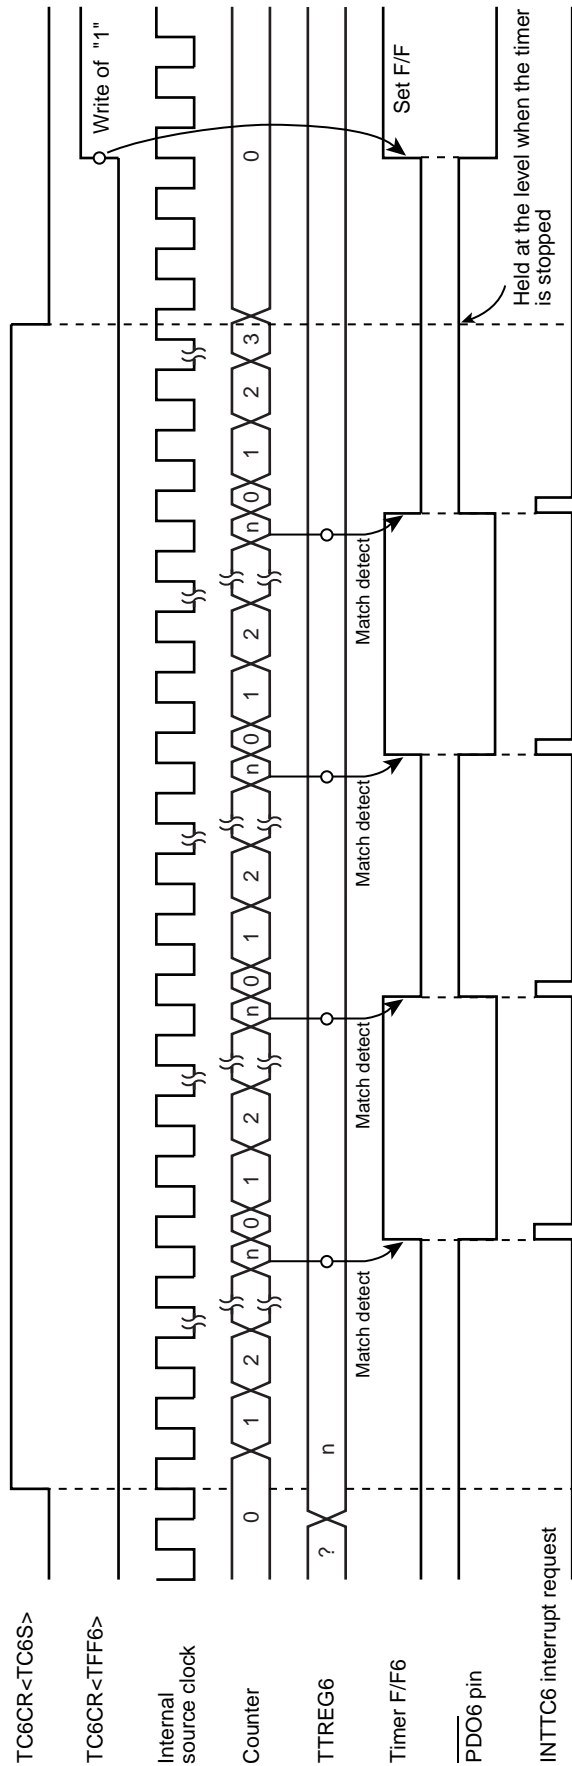 TC6CR<TC6S>
TC6CR<TFF6>
Write of "1"
Internal
source clock
Counter
0
1
2
n
0
1
2
n
0
1
2
n
0
1
2
n
0
1
2
3
0
TTREG6
?
n
Match detect
Match detect
Match detect
Match detect
Timer F/F6
Set F/F
PDO6 pin
Held at the level when the timer
is stopped
INTTC6 interrupt request